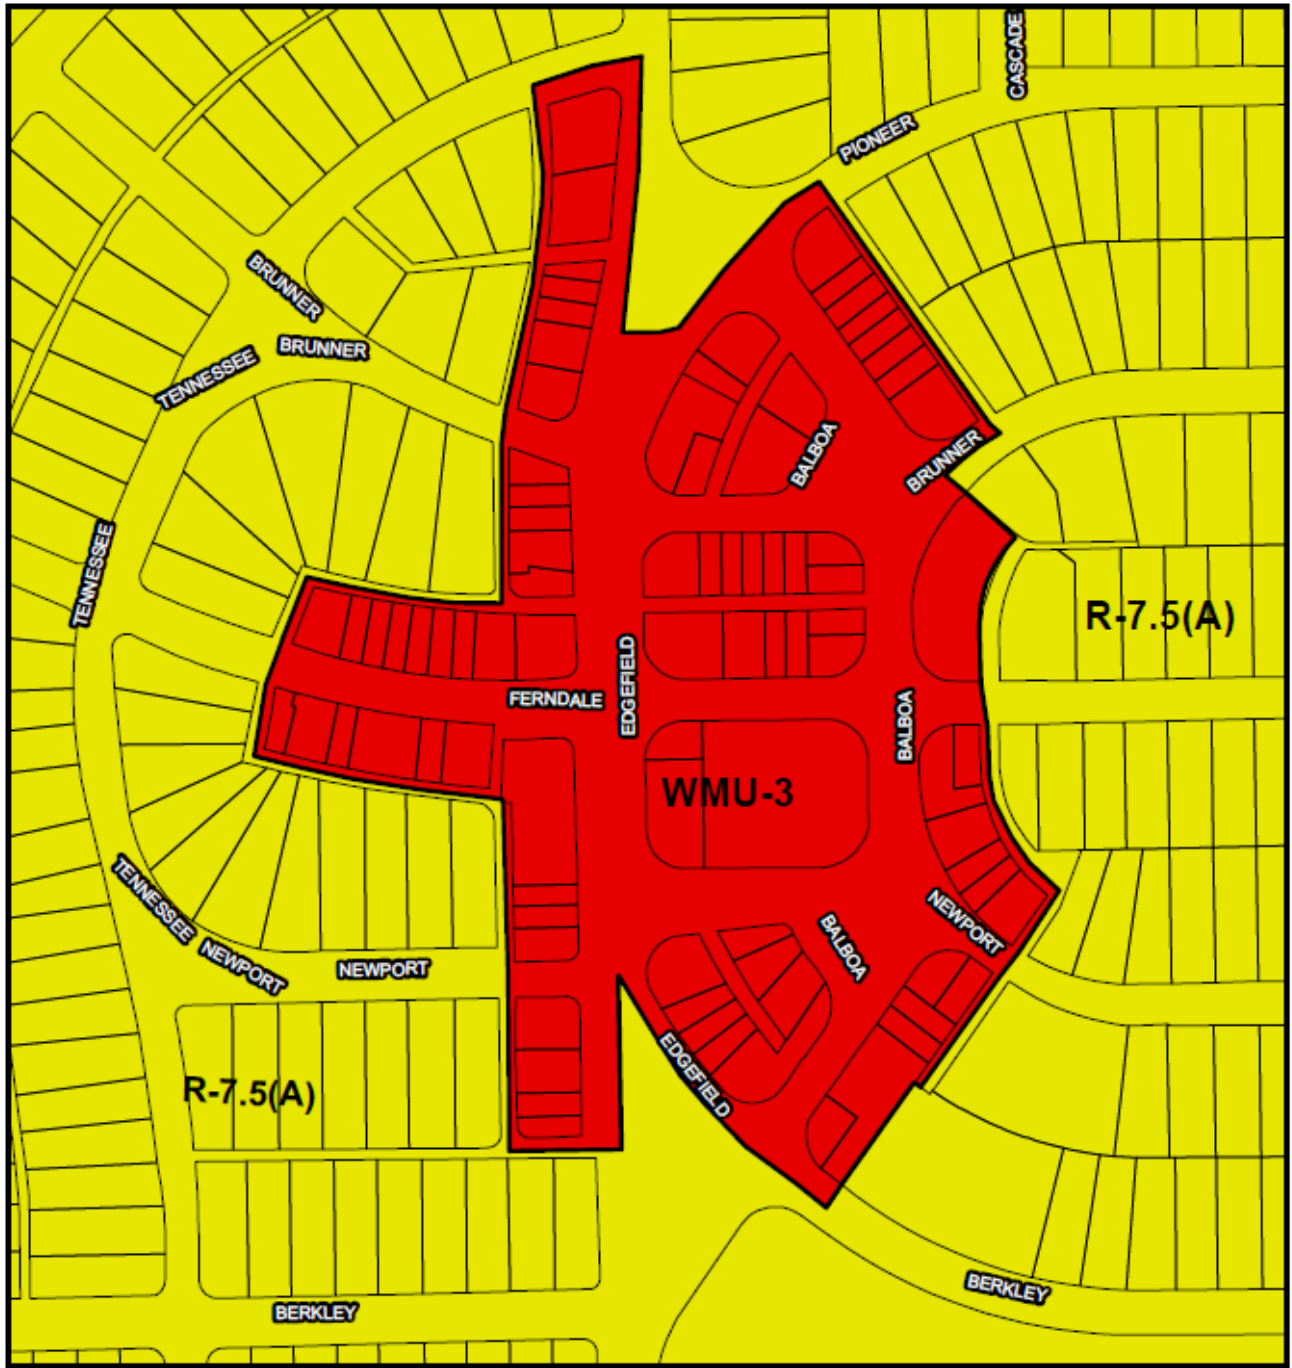 CASCADE
PIONEER
BRUNNER
BRUNNER
TENNESSEE
BALBOA
BRUNNER
TENNESSEE
R-7.5(A)
EDGEFIELD
FERNDALE
BALBOA
WMU-3
TENNESSEE
NEWPORT
NEWPORT
BALBOA
NEWPORT
EDGEFIELD
R-7.5(A)
BERKLEY
BERKLEY